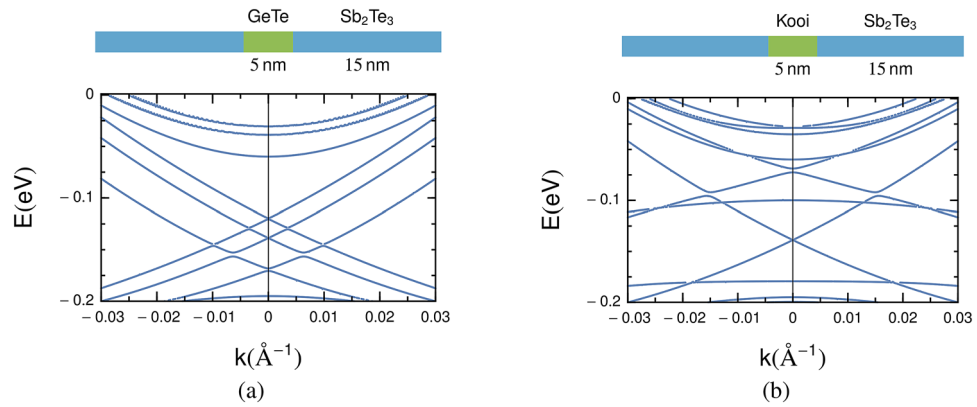 GeTe Sb₂Te₃
5 nm 15 nm
0
− 0.1
− 0.2
E(eV)
− 0.03 − 0.02 − 0.01 0 0.01 0.02 0.03
k(Å⁻¹)
(a)
Kooi Sb₂Te₃
5 nm 15 nm
0
− 0.1
− 0.2
E(eV)
− 0.03 − 0.02 − 0.01 0 0.01 0.02 0.03
k(Å⁻¹)
(b)